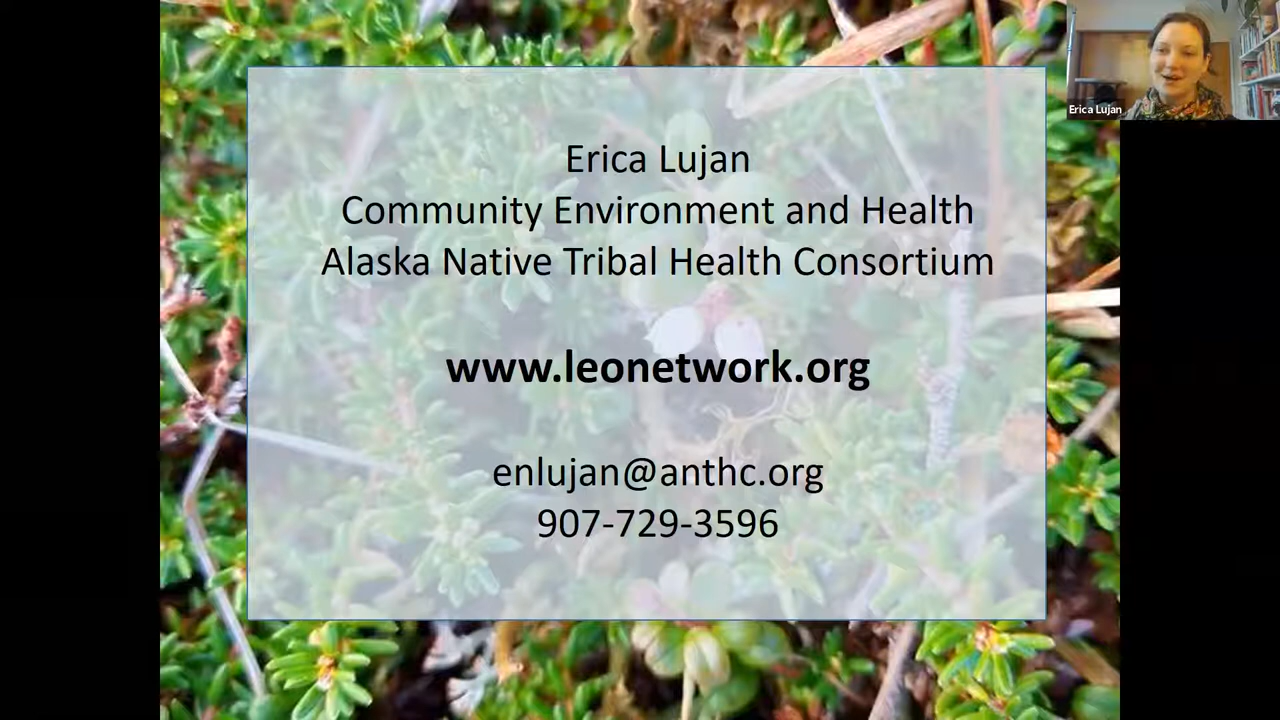 Erica Lujan
Erica Lujan
Community Environment and Health
Alaska Native Tribal Health Consortium
www.leonetwork.org
enlujan@anthc.org
907-729-3596